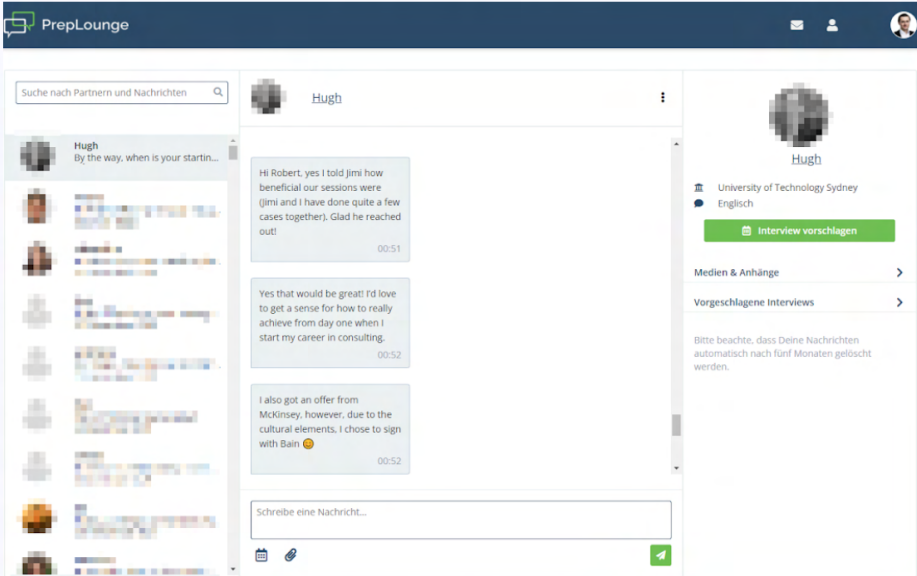 PrepLounge
Suche nach Partnern und Nachrichten
Hugh
By the way, when is your startin...
Hugh
Hi Robert, yes I told Jimi how
beneficial our sessions were
(Jimi and I have done quite a few
cases together). Glad he reached
out!
00:51
Yes that would be great! I'd love
to get a sense for how to really
achieve from day one when I
start my career in consulting.
00:52
I also got an offer from
McKinsey, however, due to the
cultural elements, I chose to sign
with Bain 😊
00:52
Schreibe eine Nachricht...
Hugh
University of Technology Sydney
Englisch
Interview vorschlagen
Medien & Anhänge
Vorgeschlagene Interviews
Bitte beachte, dass Deine Nachrichten
automatisch nach fünf Monaten gelöscht
werden.